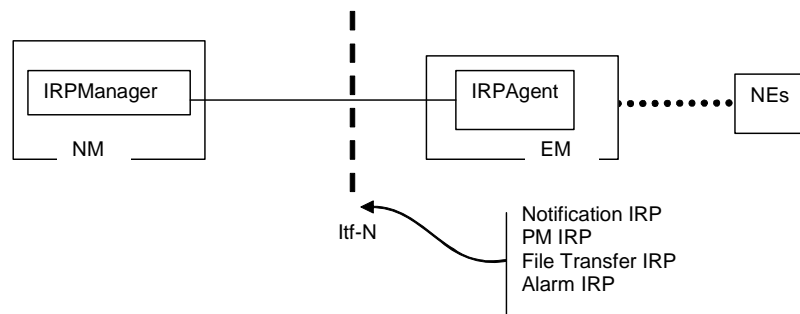 IRPManager
NM
IRPAgent
EM
NEs
Itf-N
Notification IRP
PM IRP
File Transfer IRP
Alarm IRP